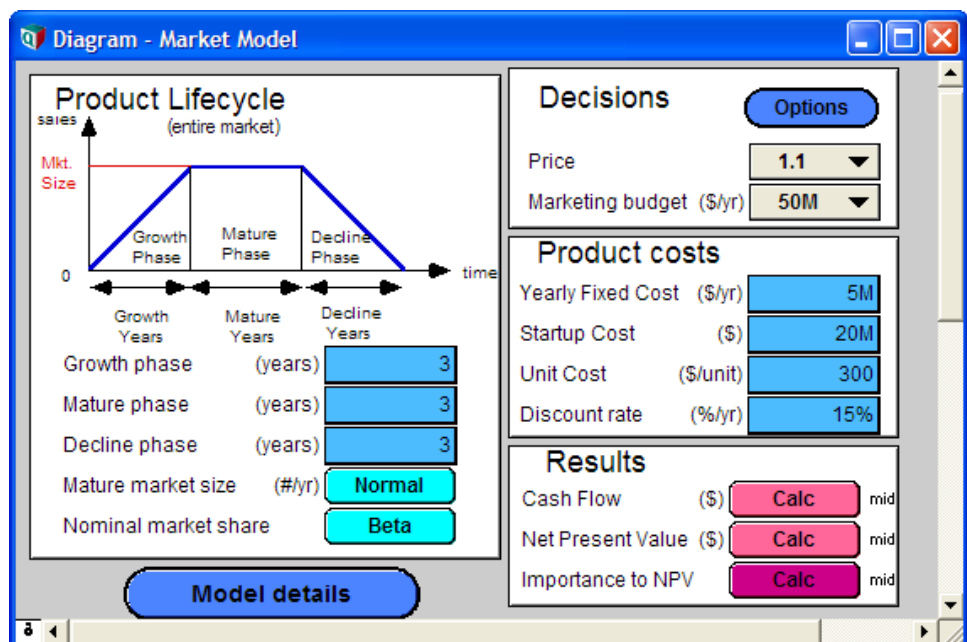 Diagram - Market Model
Product Lifecycle
sales
(entire market)
Mkt.
Size
Growth
Phase
Mature
Phase
Decline
Phase
0
time
Growth
Years
Mature
Years
Decline
Years
Growth phase (years) 3
Mature phase (years) 3
Decline phase (years) 3
Mature market size (#/yr) Normal
Nominal market share Beta
Model details
Decisions Options
Price 1.1
Marketing budget ($/yr) 50M
Product costs
Yearly Fixed Cost ($/yr) 5M
Startup Cost ($) 20M
Unit Cost ($/unit) 300
Discount rate (%/yr) 15%
Results
Cash Flow ($) Calc mid
Net Present Value ($) Calc mid
Importance to NPV Calc mid